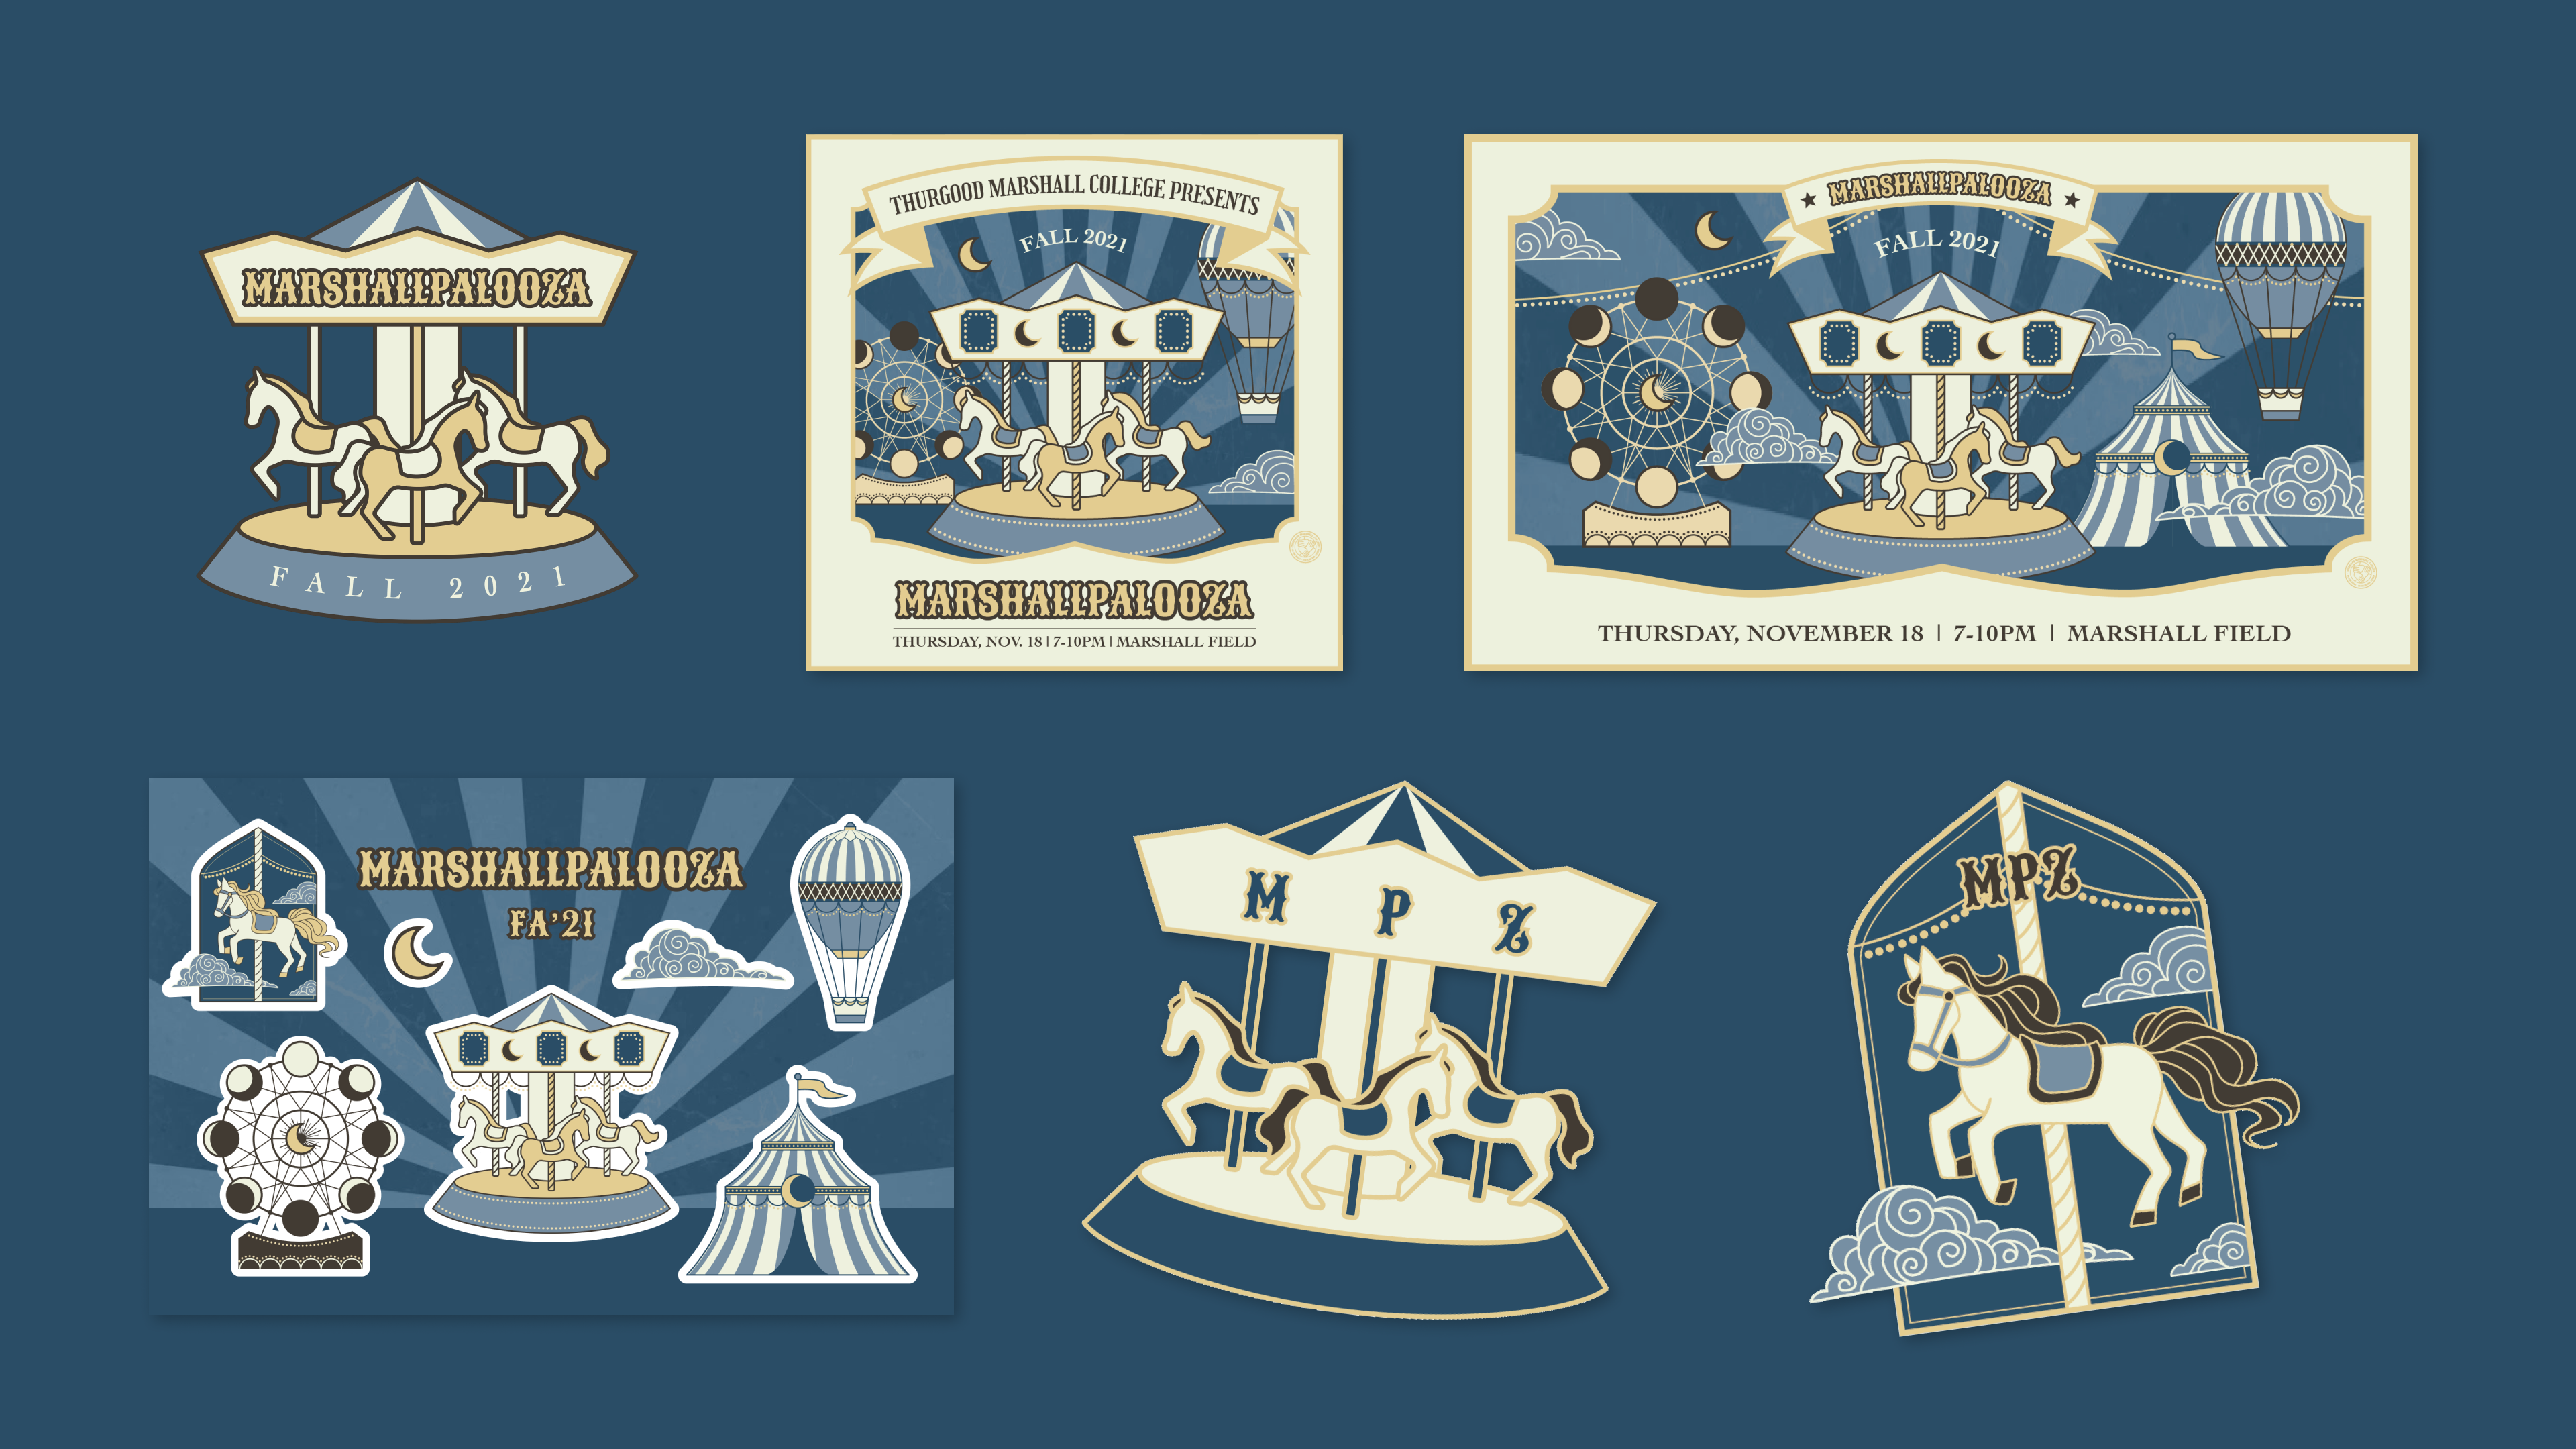 MARSHALLPALOOZA
FALL 2021
THURGOOD MARSHALL COLLEGE PRESENTS
FALL 2021
MARSHALLPALOOZA
THURSDAY, NOV. 18 | 7-10PM | MARSHALL FIELD
MARSHALLPALOOZA
FALL 2021
THURSDAY, NOVEMBER 18 | 7-10PM | MARSHALL FIELD
MARSHALLPALOOZA
FA'21
M P Z
MPZ